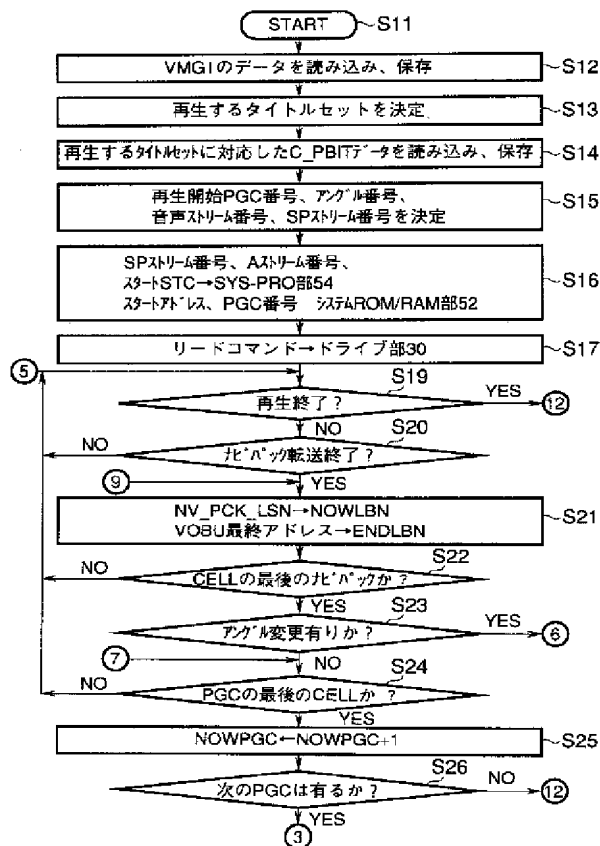 START
S11
VMGIのデータを読み込み、保存
S12
再生するタイトルセットを決定
S13
再生するﾀｲﾄﾙｾｯﾄに対応したC_PBITデータを読み込み、保存
S14
再生開始PGC番号、ｱﾝｸﾞﾙ番号、
音声ストリーム番号、SPストリーム番号を決定
S15
SPｽﾄﾘｰﾑ番号、Aｽﾄﾘｰﾑ番号、
ｽﾀｰﾄSTC→SYS-PRO部54
ｽﾀｰﾄｱﾄﾞﾚｽ、PGC番号 ｼｽﾃﾑROM/RAM部52
S16
リードコマンド→ドライブ部30
S17
⑤
S19
再生終了？
YES
⑫
NO
S20
NO
ﾅﾋﾞﾊﾟｯｸ転送終了？
⑨
YES
NV_PCK_LSN→NOWLBN
VOBU最終アドレス→ENDLBN
S21
S22
NO
CELLの最後のﾅﾋﾞﾊﾟｯｸか？
YES
S23
ｱﾝｸﾞﾙ変更有りか？
YES
⑥
⑦
NO
S24
NO
PGCの最後のCELLか？
YES
NOWPGC←NOWPGC+1
S25
S26
次のPGCは有るか？
NO
⑫
YES
③